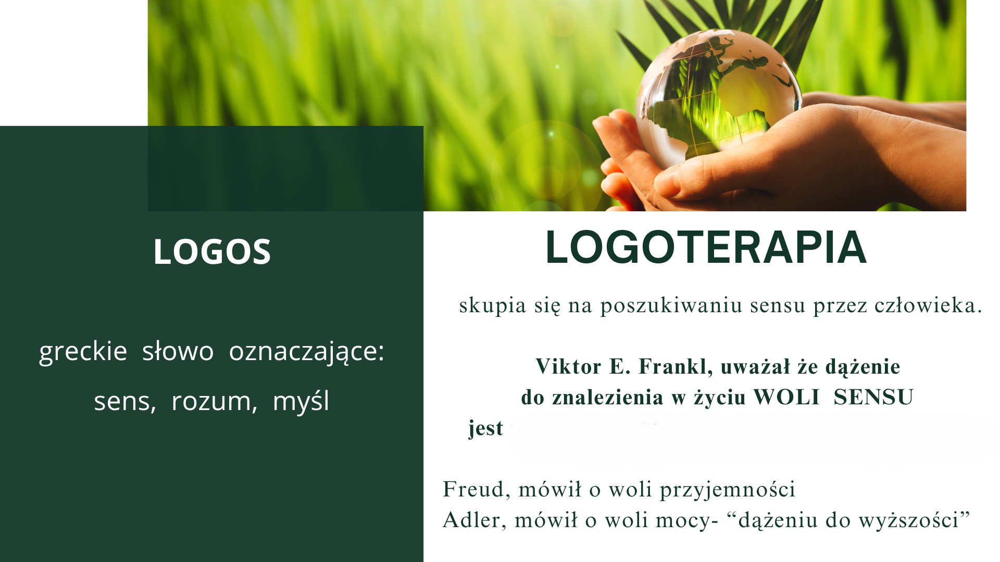 LOGOS
greckie słowo oznaczające:
sens, rozum, myśl
LOGOTERAPIA
skupia się na poszukiwaniu sensu przez człowieka.
Viktor E. Frankl, uważał że dążenie
do znalezienia w życiu WOLI SENSU
jest
Freud, mówił o woli przyjemności
Adler, mówił o woli mocy- “dążeniu do wyższości”